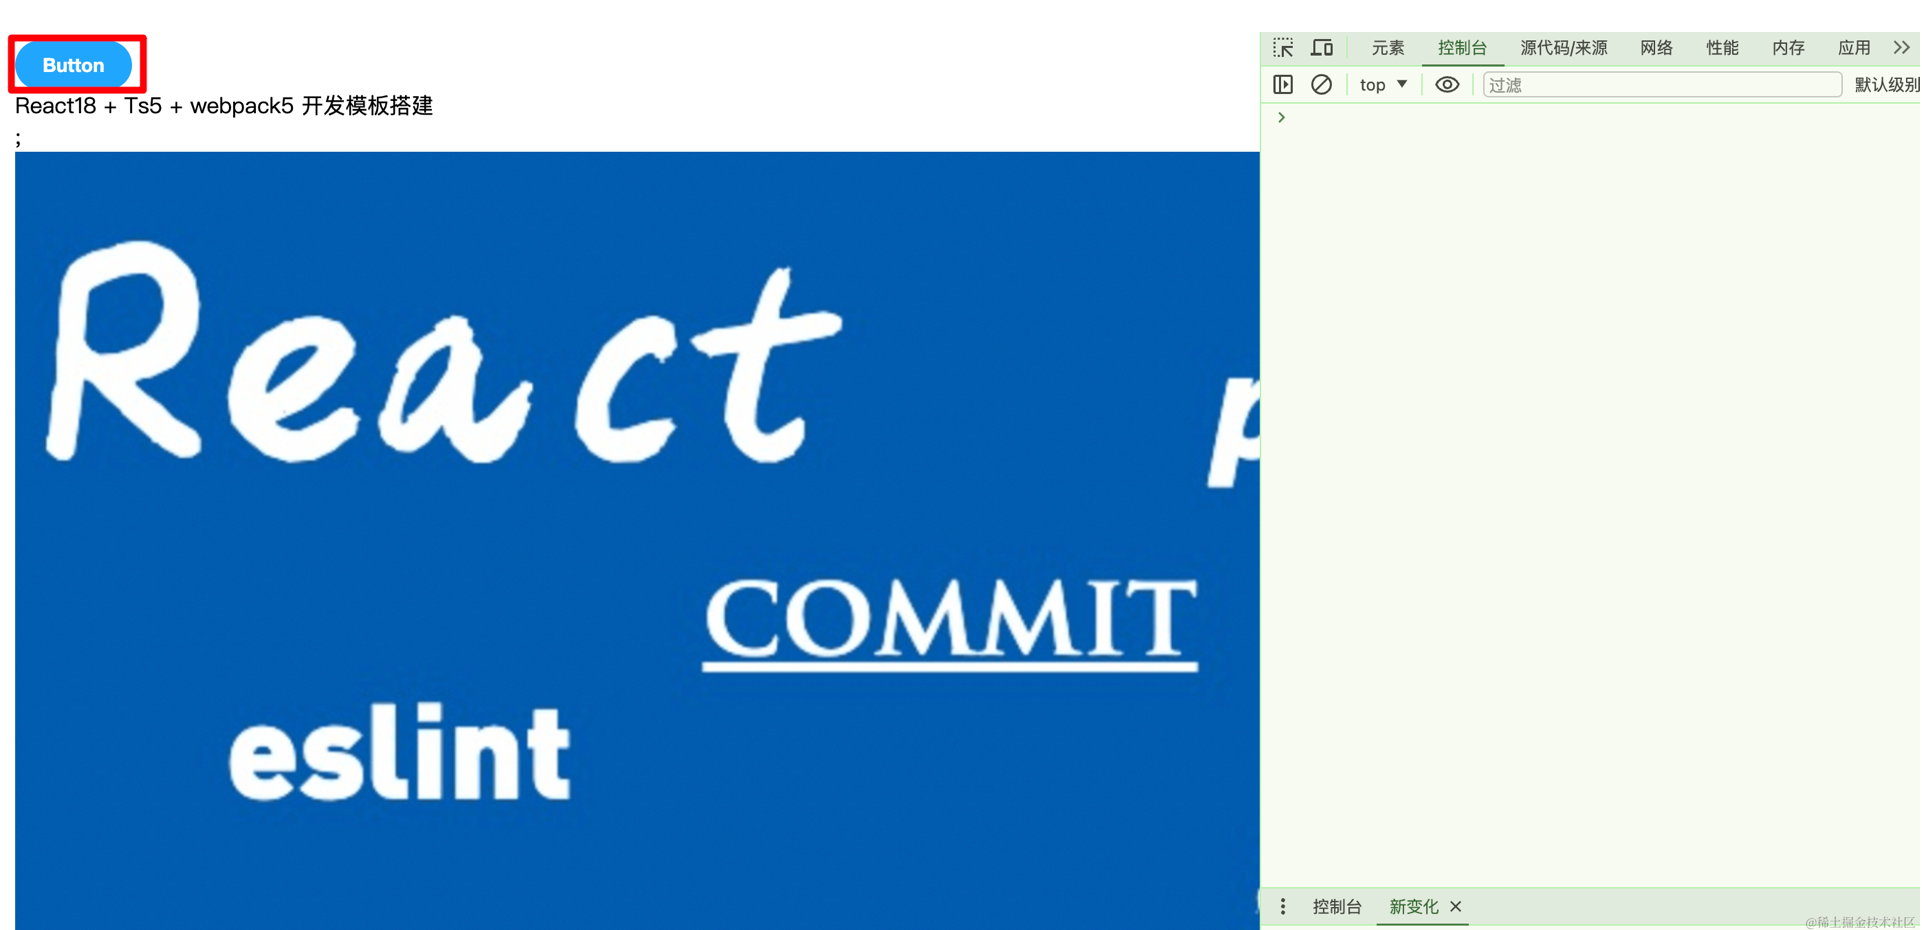 Button
React18 + Ts5 + webpack5 开发模板搭建
;
React
p
COMMIT
eslint
元素 控制台 源代码/来源 网络 性能 内存 应用
top 过滤 默认级别
控制台 新变化
@稀土掘金技术社区